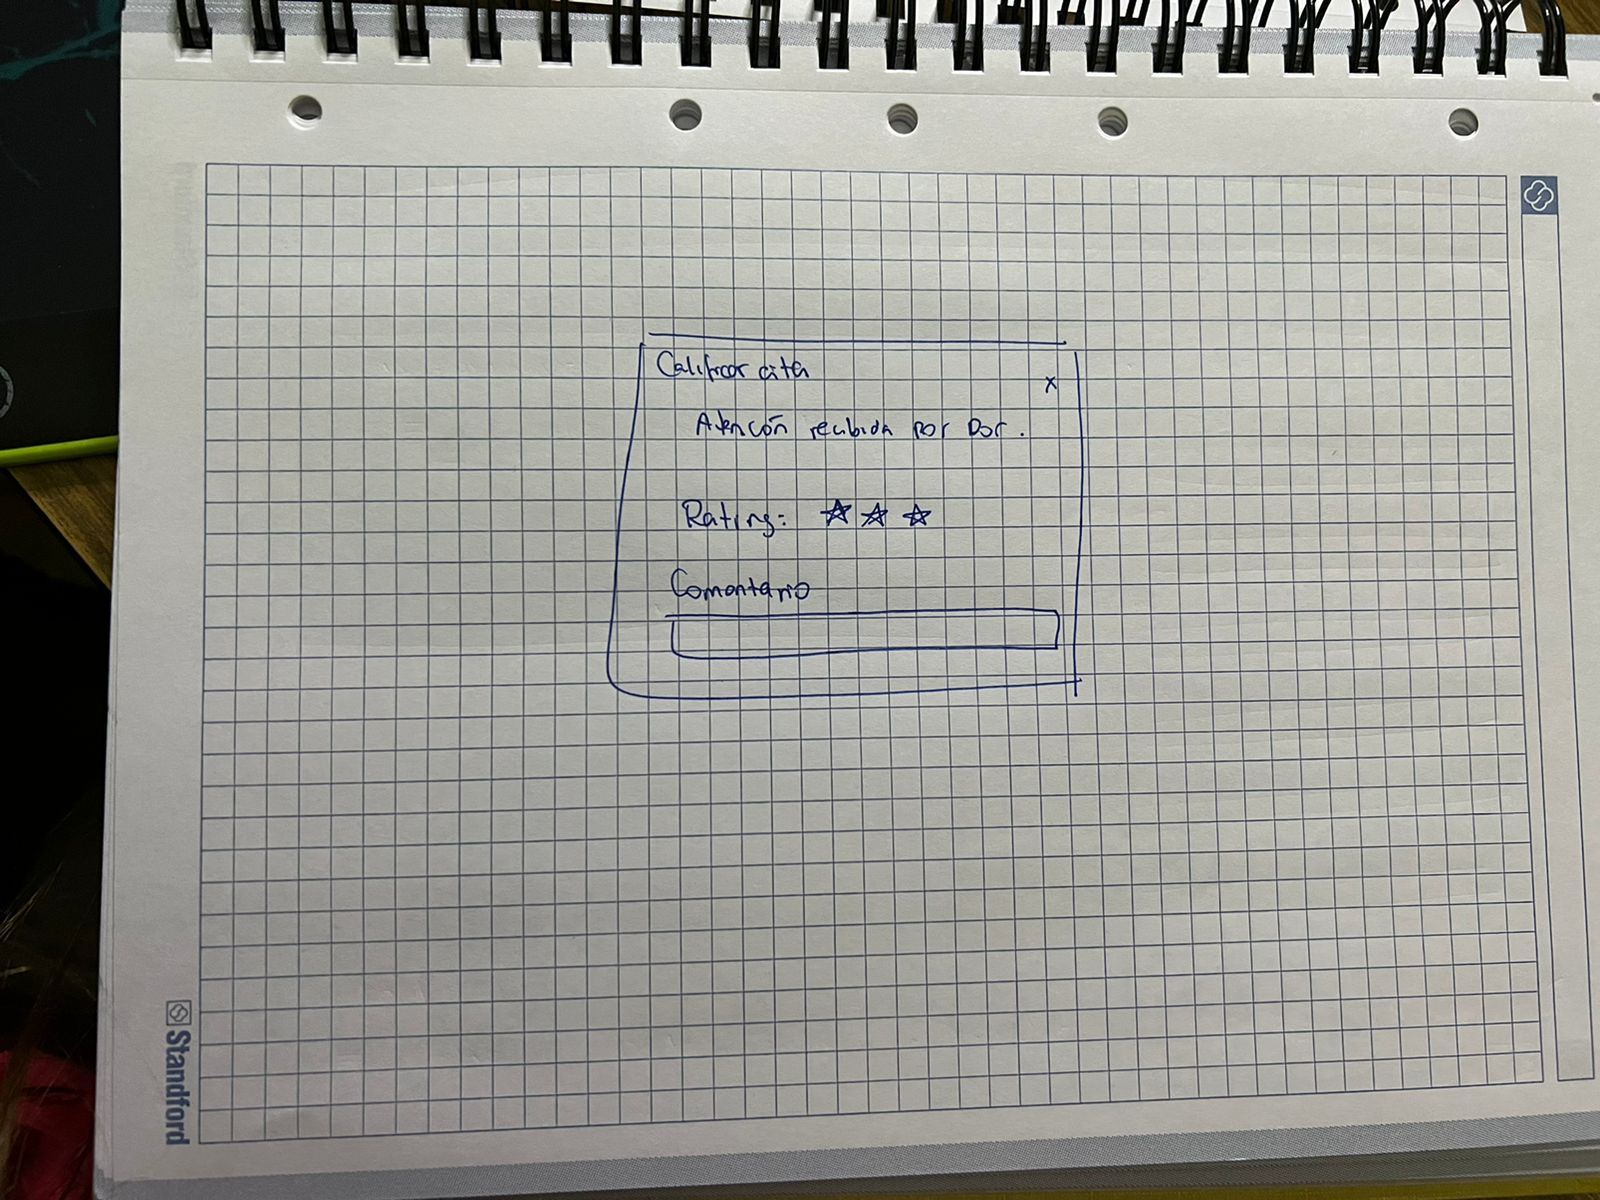 Calificar cita
x
Atención recibida por Dor.
Rating: ☆ ☆ ☆
Comentario
Standford